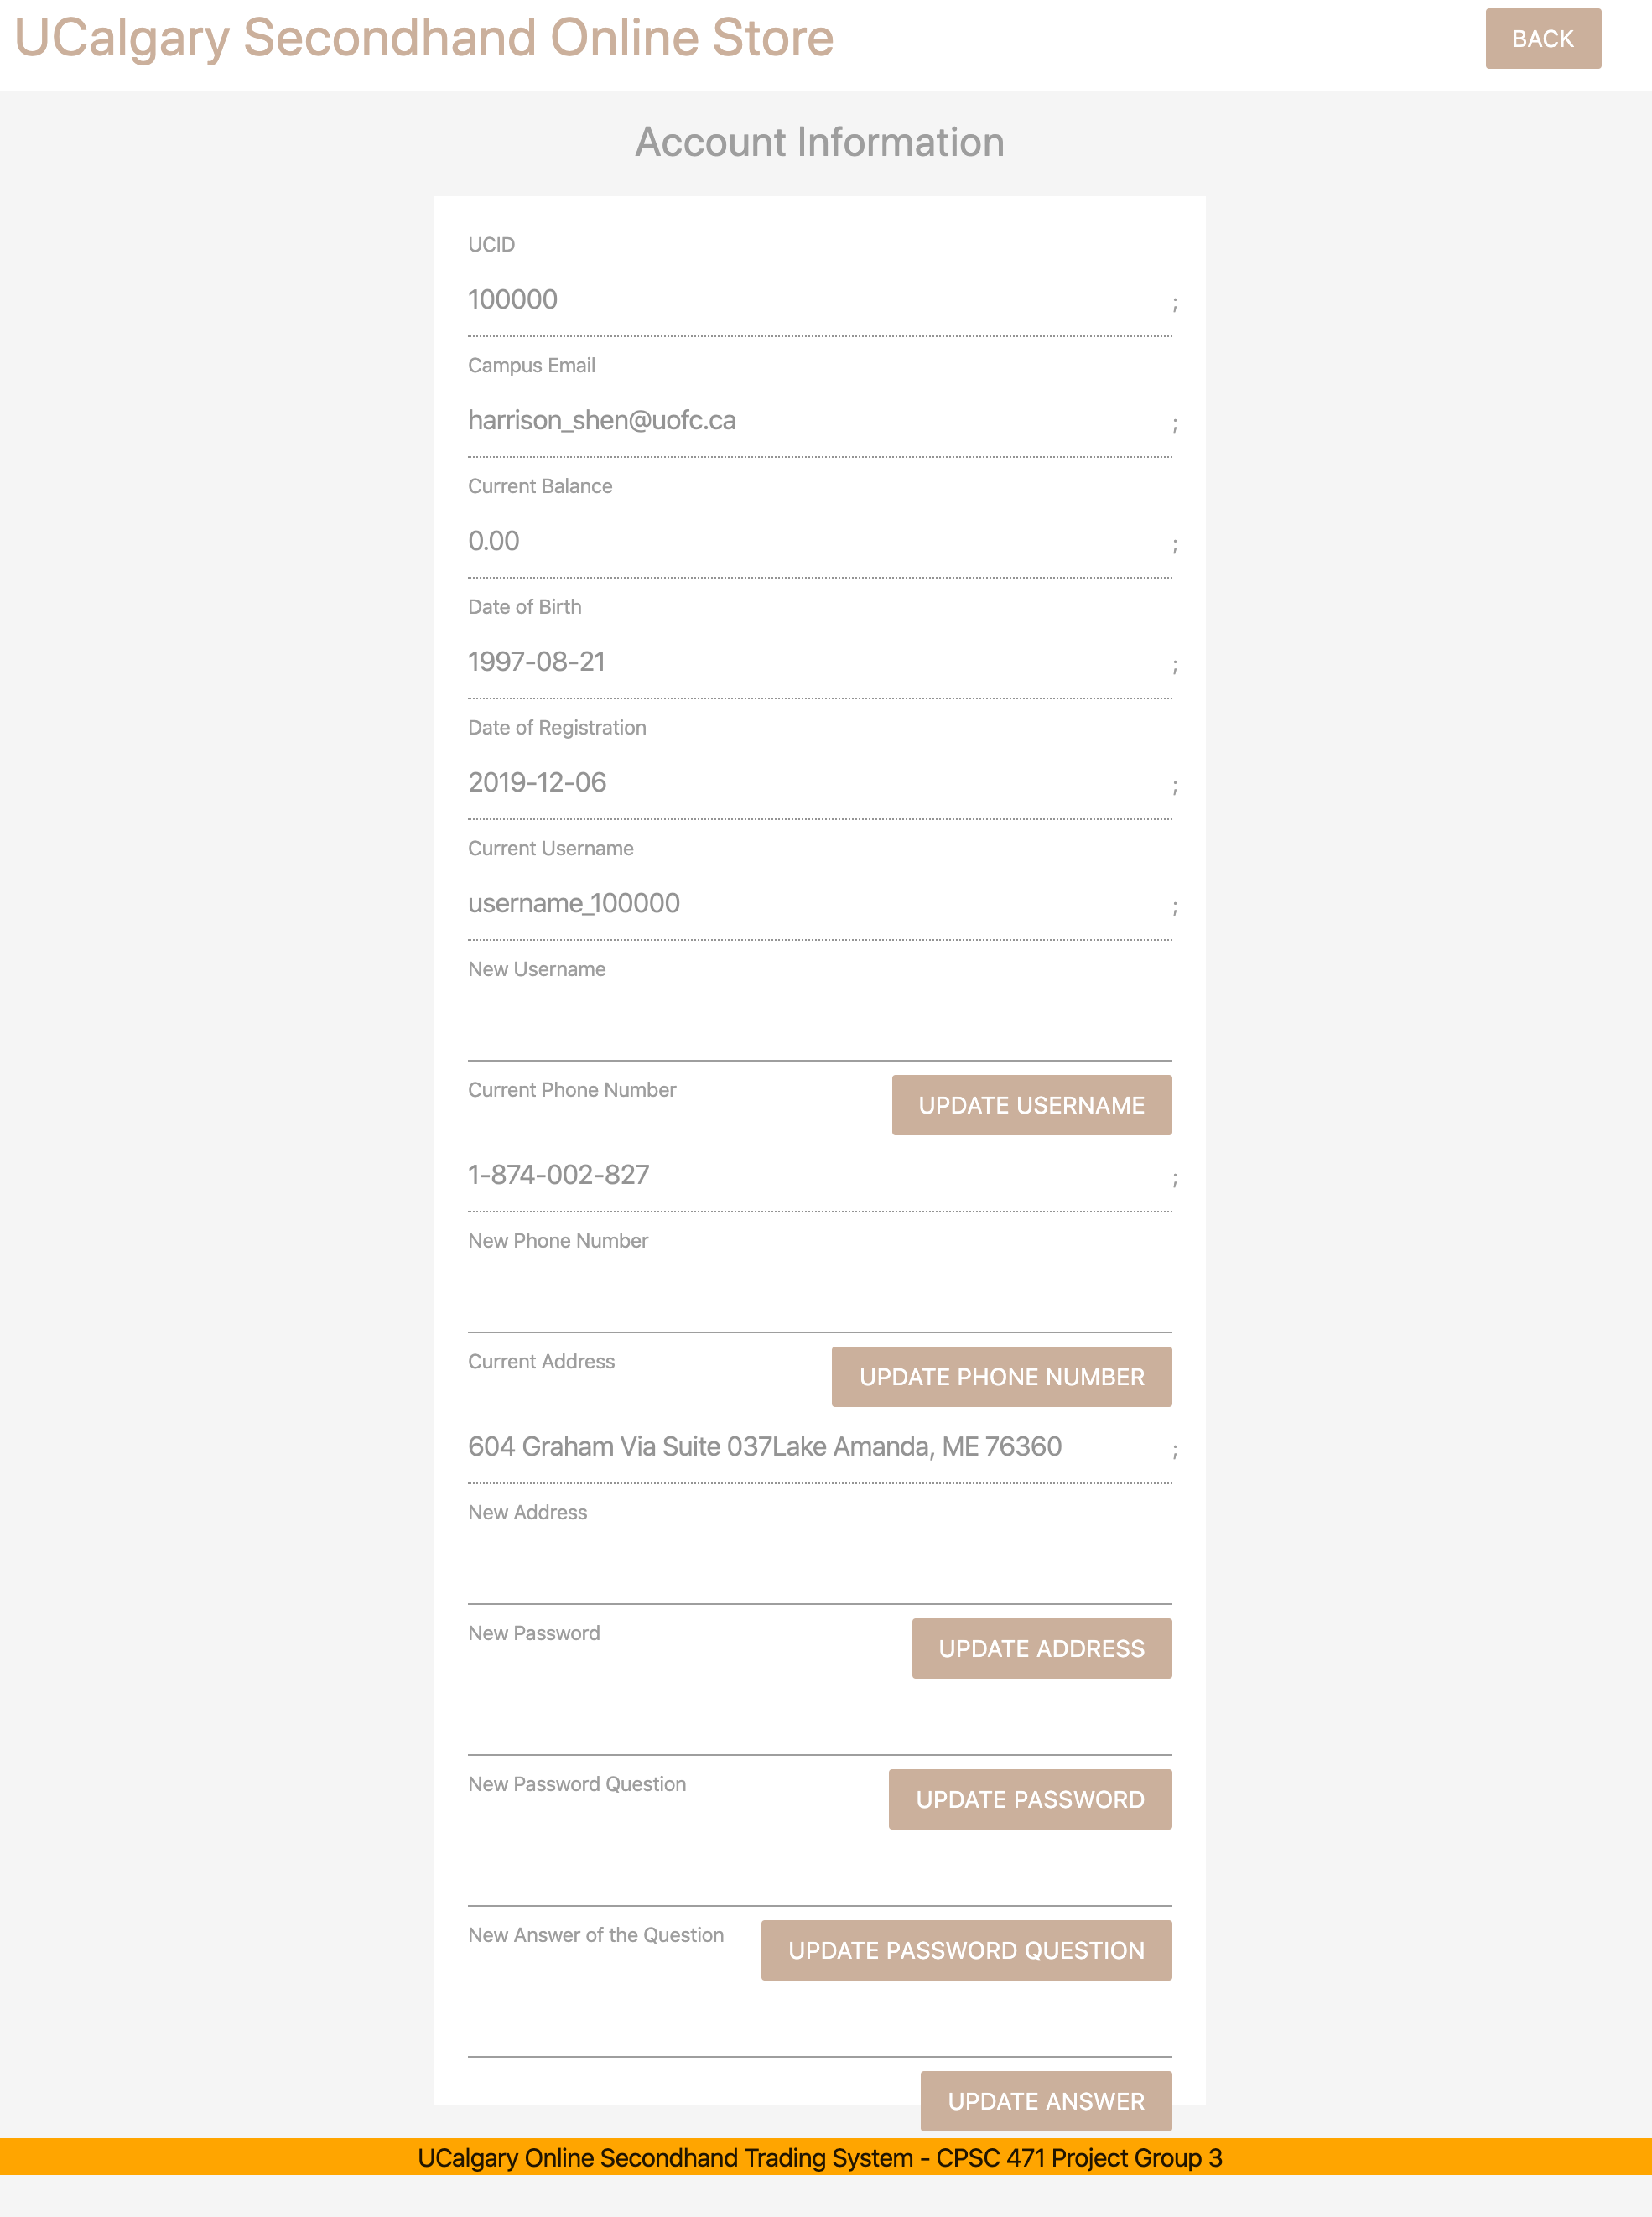 UCalgary Secondhand Online Store
BACK
Account Information
UCID
100000 ;
Campus Email
harrison_shen@uofc.ca ;
Current Balance
0.00 ;
Date of Birth
1997-08-21 ;
Date of Registration
2019-12-06 ;
Current Username
username_100000 ;
New Username
Current Phone Number
UPDATE USERNAME
1-874-002-827 ;
New Phone Number
Current Address
UPDATE PHONE NUMBER
604 Graham Via Suite 037Lake Amanda, ME 76360 ;
New Address
New Password
UPDATE ADDRESS
New Password Question
UPDATE PASSWORD
New Answer of the Question
UPDATE PASSWORD QUESTION
UPDATE ANSWER
UCalgary Online Secondhand Trading System - CPSC 471 Project Group 3